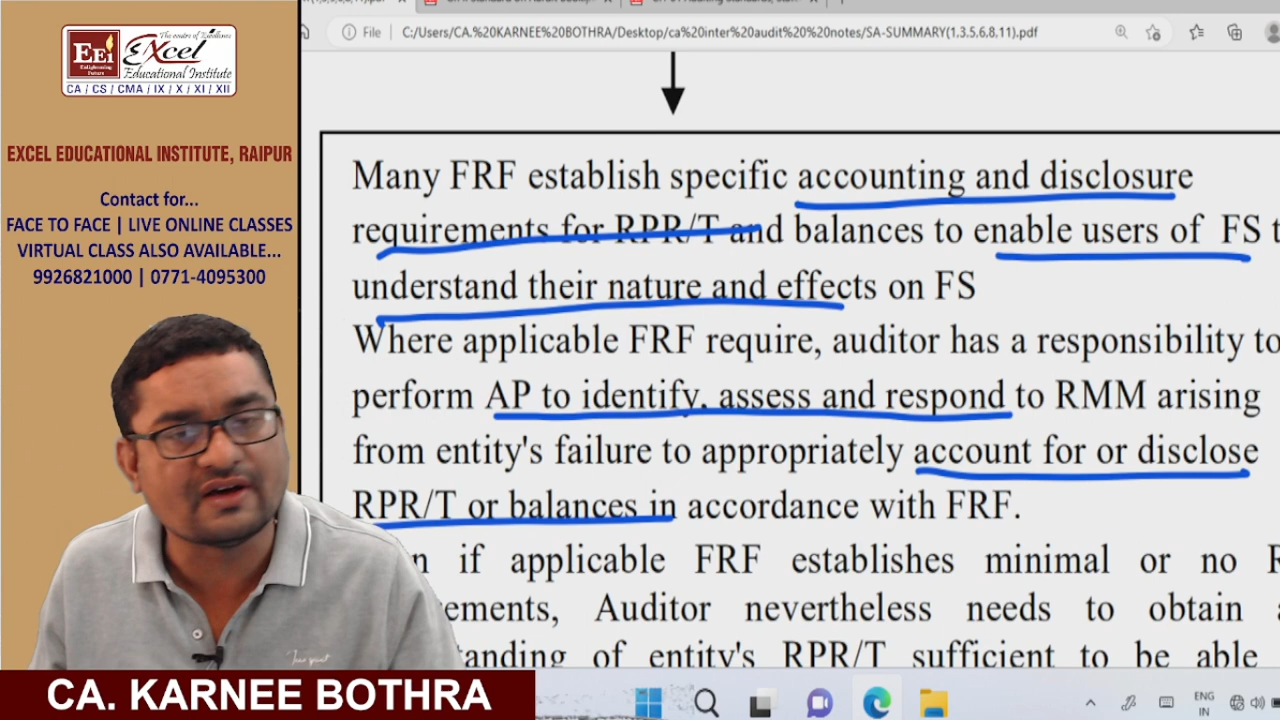 EEi
Enlightening Future
The centre of Excellence
Excel
Educational Institute
CA / CS / CMA / IX / X / XI / XII
EXCEL EDUCATIONAL INSTITUTE, RAIPUR
Contact for...
FACE TO FACE | LIVE ONLINE CLASSES
VIRTUAL CLASS ALSO AVAILABLE...
9926821000 | 0771-4095300
File C:/Users/CA.%20KARNEE%20BOTHRA/Desktop/ca%20inter%20audit%20%20notes/SA-SUMMARY(1.3.5.6.8,11).pdf
Many FRF establish specific accounting and disclosure
requirements for RPR/T and balances to enable users of FS
understand their nature and effects on FS
Where applicable FRF require, auditor has a responsibility to
perform AP to identify, assess and respond to RMM arising
from entity's failure to appropriately account for or disclose
RPR/T or balances in accordance with FRF.
if applicable FRF establishes minimal or no
Auditor nevertheless needs to obtain
of entity's RPR/T sufficient to be able
CA. KARNEE BOTHRA
ENG
IN